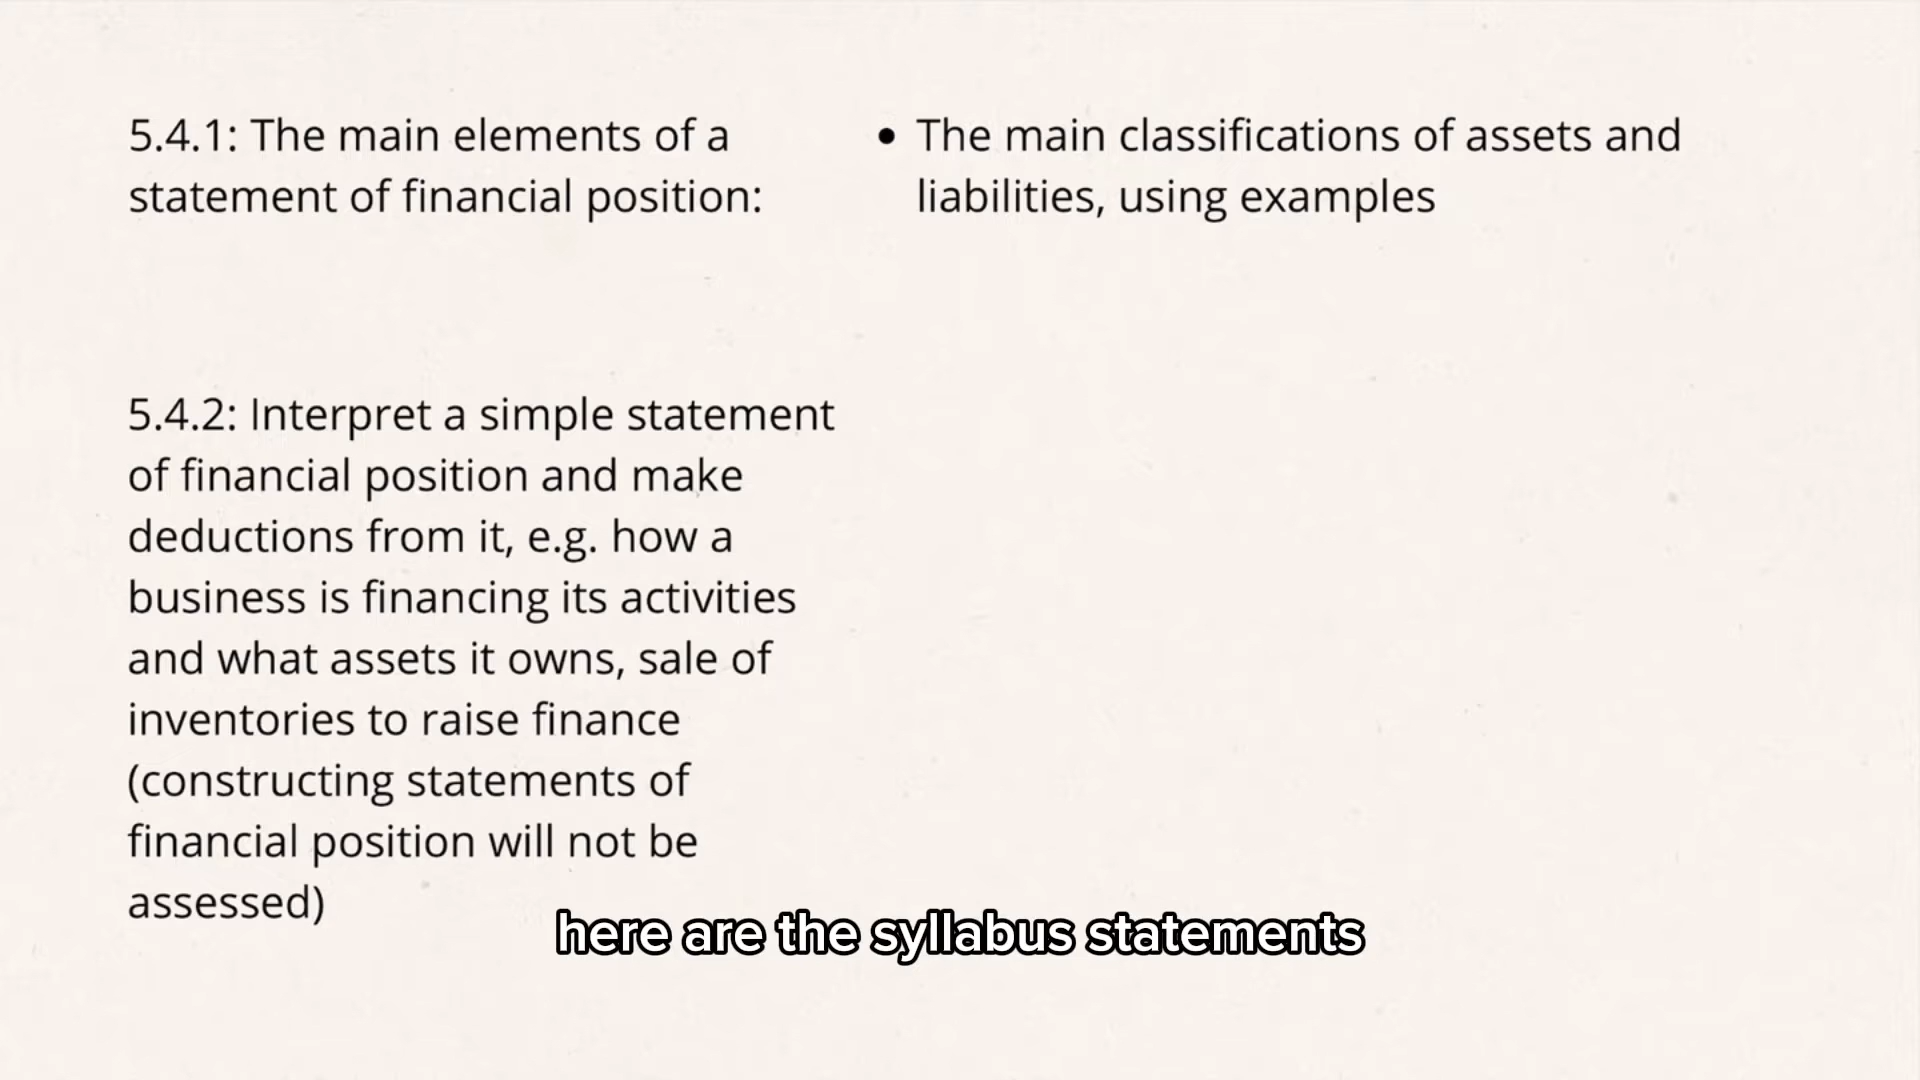 5.4.1: The main elements of a
statement of financial position:
• The main classifications of assets and
liabilities, using examples
5.4.2: Interpret a simple statement
of financial position and make
deductions from it, e.g. how a
business is financing its activities
and what assets it owns, sale of
inventories to raise finance
(constructing statements of
financial position will not be
assessed)
here are the syllabus statements